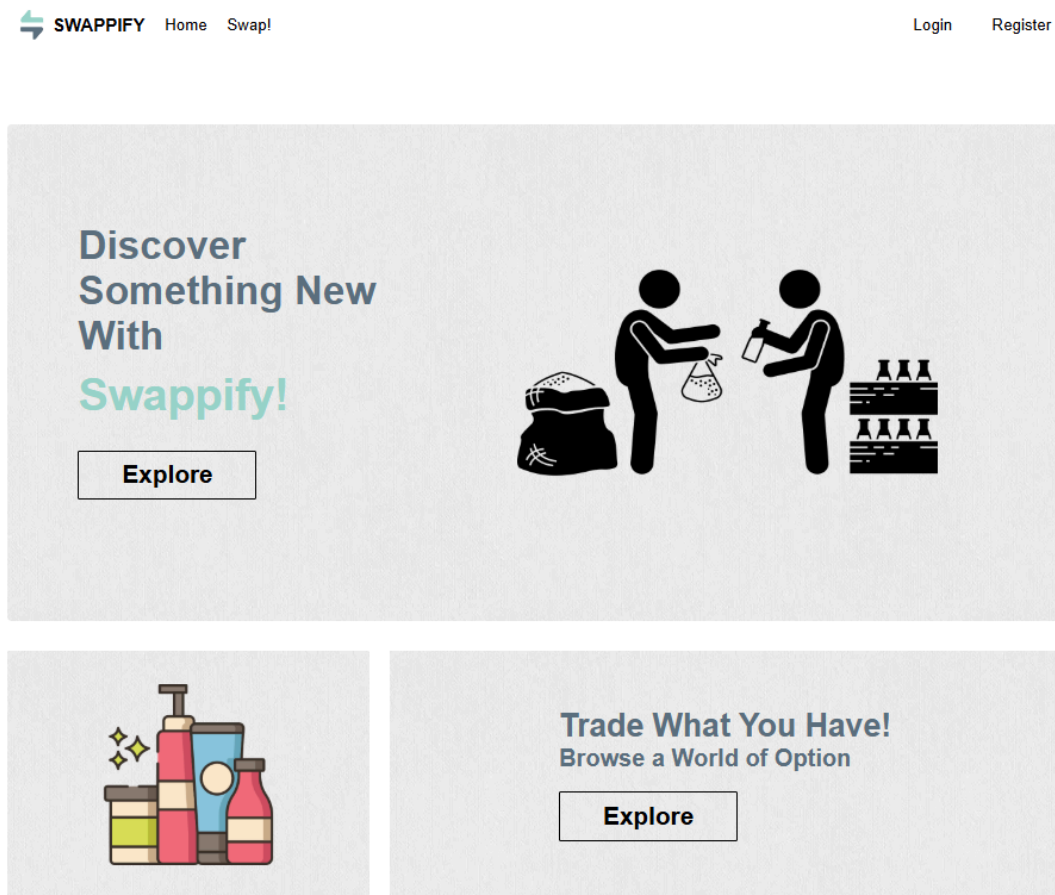 SWAPPIFY Home Swap! Login Register
Discover
Something New
With
Swappify!
Explore
Trade What You Have!
Browse a World of Option
Explore